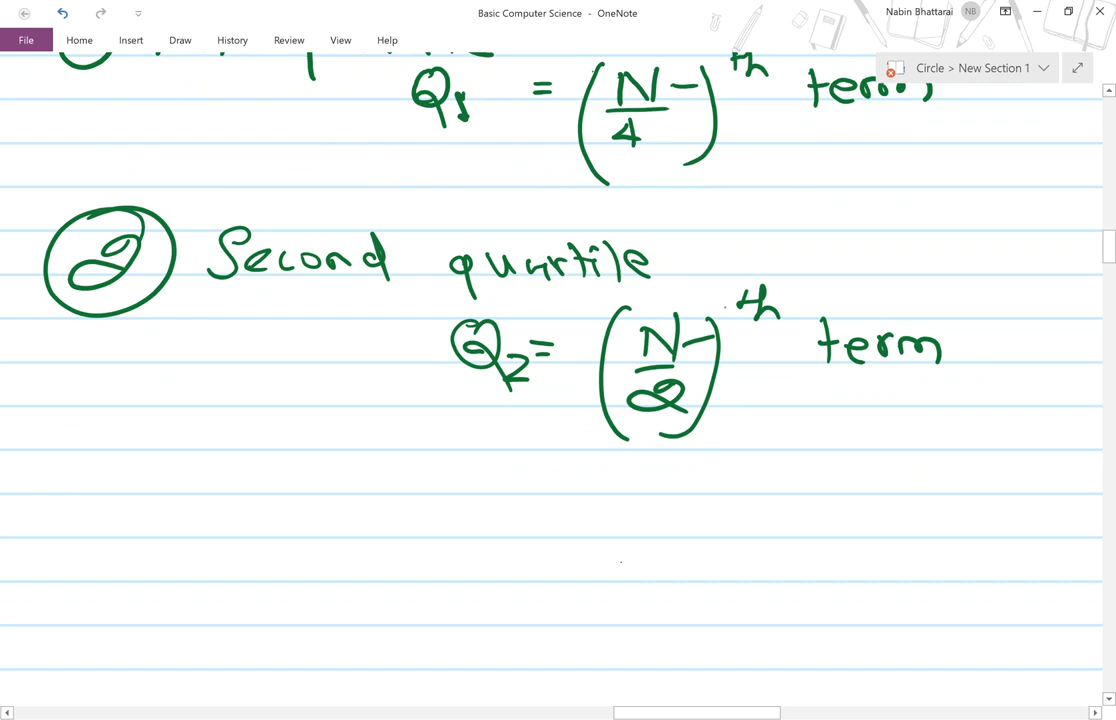 Basic Computer Science - OneNote
Nabin Bhattarai NB
File Home Insert Draw History Review View Help
Circle > New Section 1
Q1 = (N/4)th term
2 Second quartile
Q2 = (N/2)th term